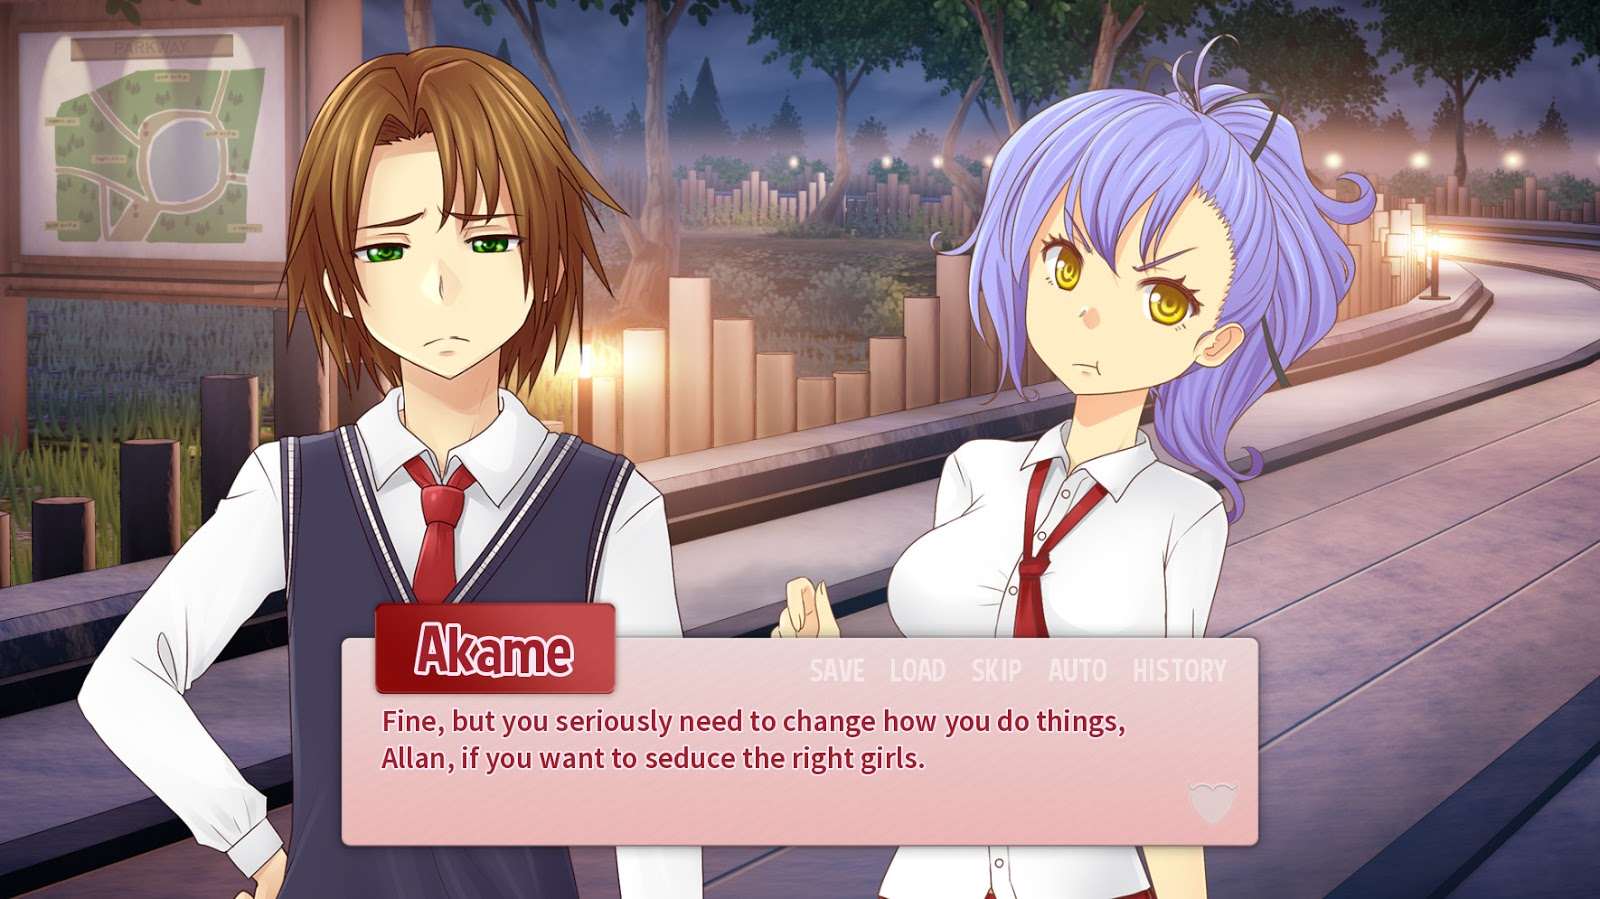 PARKWAY
Akame
SAVE LOAD SKIP AUTO HISTORY
Fine, but you seriously need to change how you do things,
Allan, if you want to seduce the right girls.